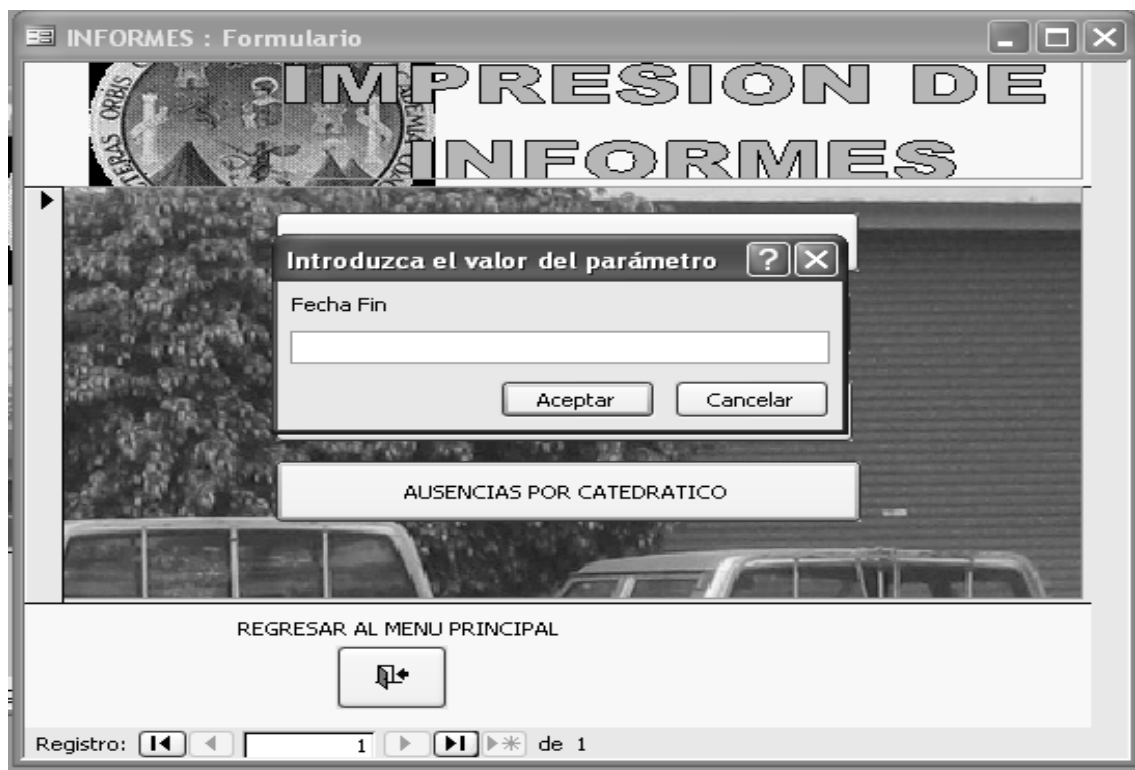 INFORMES : Formulario
IMPRESION DE
INFORMES
ORBIS
Introduzca el valor del parámetro
Fecha Fin
Aceptar
Cancelar
AUSENCIAS POR CATEDRATICO
REGRESAR AL MENU PRINCIPAL
Registro: 1 de 1